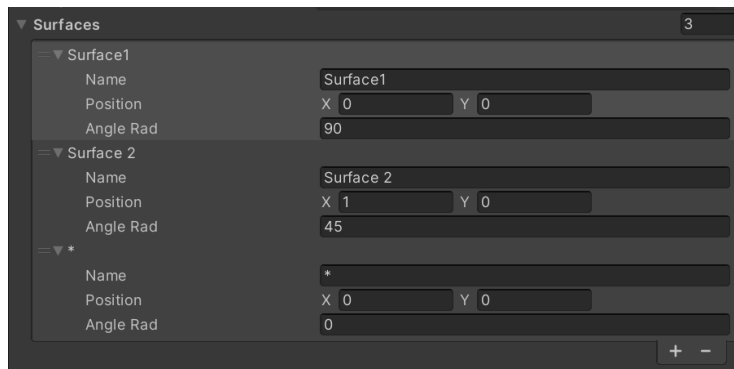 Surfaces 3
Surface1
Name Surface1
Position X 0 Y 0
Angle Rad 90
Surface 2
Name Surface 2
Position X 1 Y 0
Angle Rad 45
*
Name *
Position X 0 Y 0
Angle Rad 0
+ -